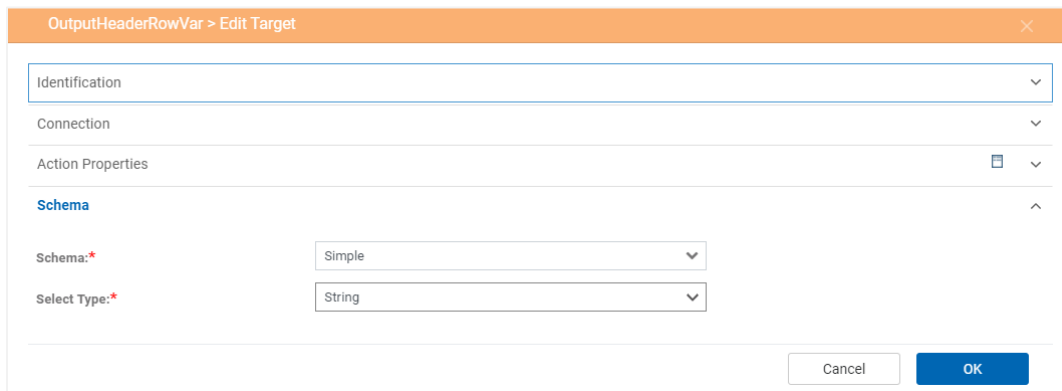 OutputHeaderRowVar > Edit Target
Identification
Connection
Action Properties
Schema
Schema:* Simple
Select Type:* String
Cancel OK